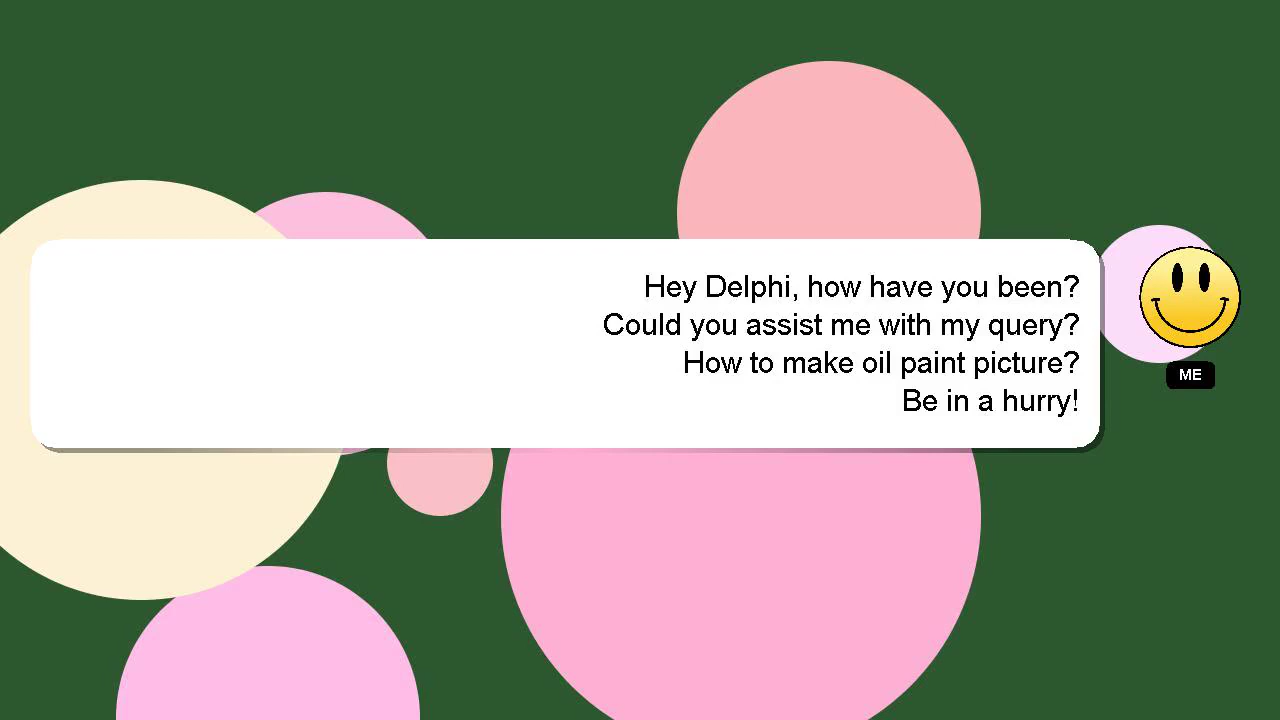 Hey Delphi, how have you been?
Could you assist me with my query?
How to make oil paint picture?
Be in a hurry!
ME